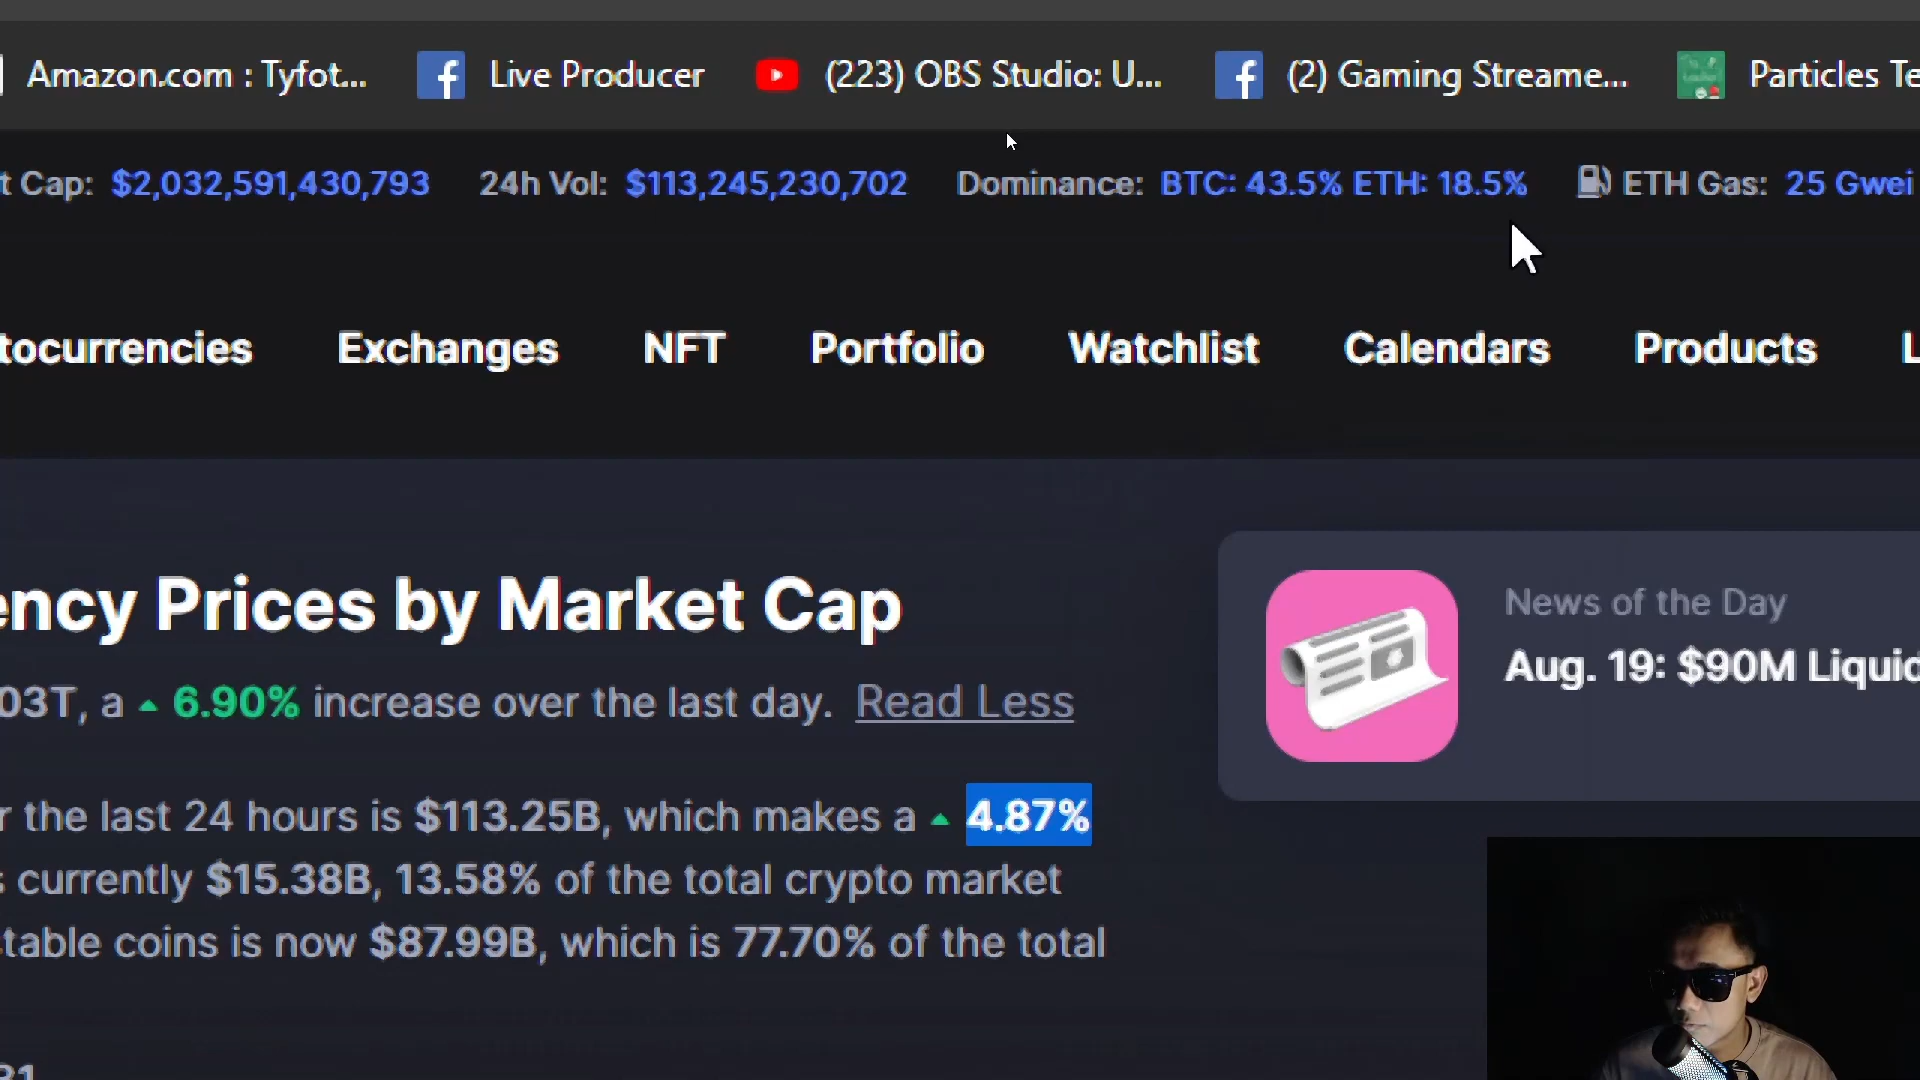 Amazon.com : Tyfot... Live Producer (223) OBS Studio: U... (2) Gaming Streame... Particles Te
t Cap: $2,032,591,430,793 24h Vol: $113,245,230,702 Dominance: BTC: 43.5% ETH: 18.5% ETH Gas: 25 Gwei
tocurrencies Exchanges NFT Portfolio Watchlist Calendars Products L
ency Prices by Market Cap
03T, a 6.90% increase over the last day. Read Less
r the last 24 hours is $113.25B, which makes a 4.87%
s currently $15.38B, 13.58% of the total crypto market
table coins is now $87.99B, which is 77.70% of the total
News of the Day
Aug. 19: $90M Liquid